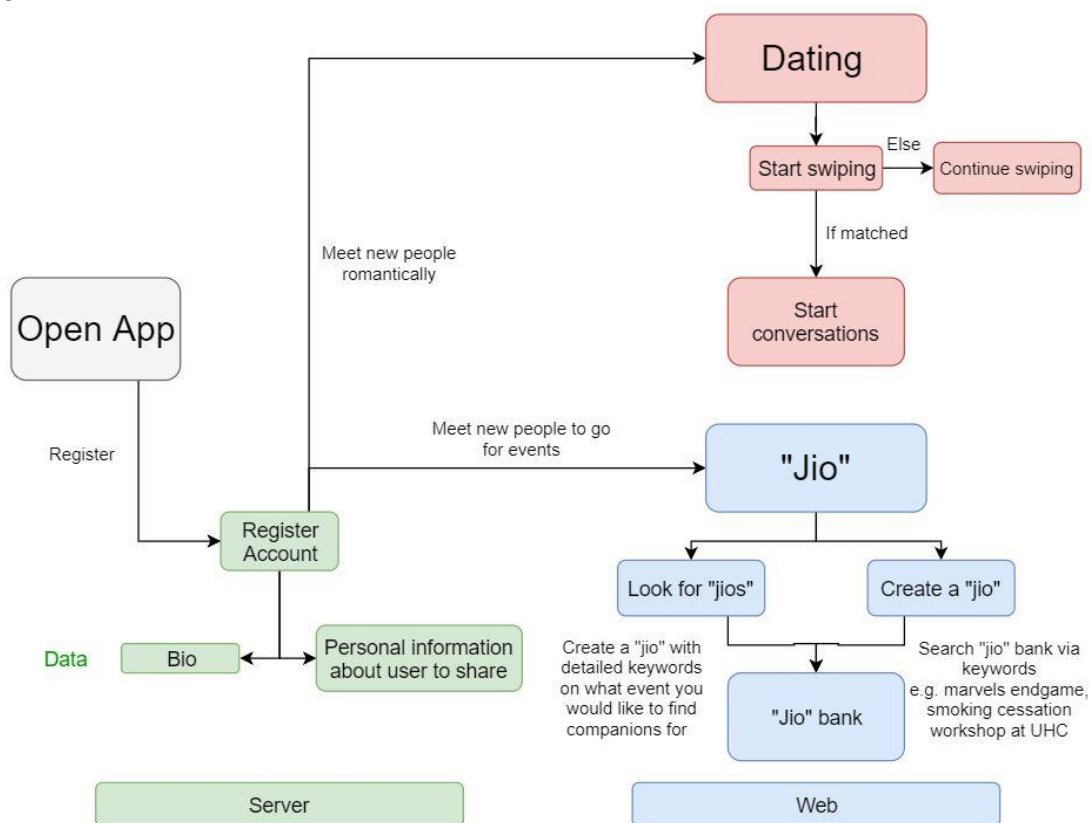 Dating
Start swiping
Else
Continue swiping
If matched
Start
conversations
Meet new people
romantically
Open App
Register
Meet new people to go
for events
"Jio"
Register
Account
Look for "jios"
Create a "jio"
Data
Bio
Personal information
about user to share
Create a "jio" with
detailed keywords
on what event you
would like to find
companions for
"Jio" bank
Search "jio" bank via
keywords
e.g. marvels endgame,
smoking cessation
workshop at UHC
Server
Web